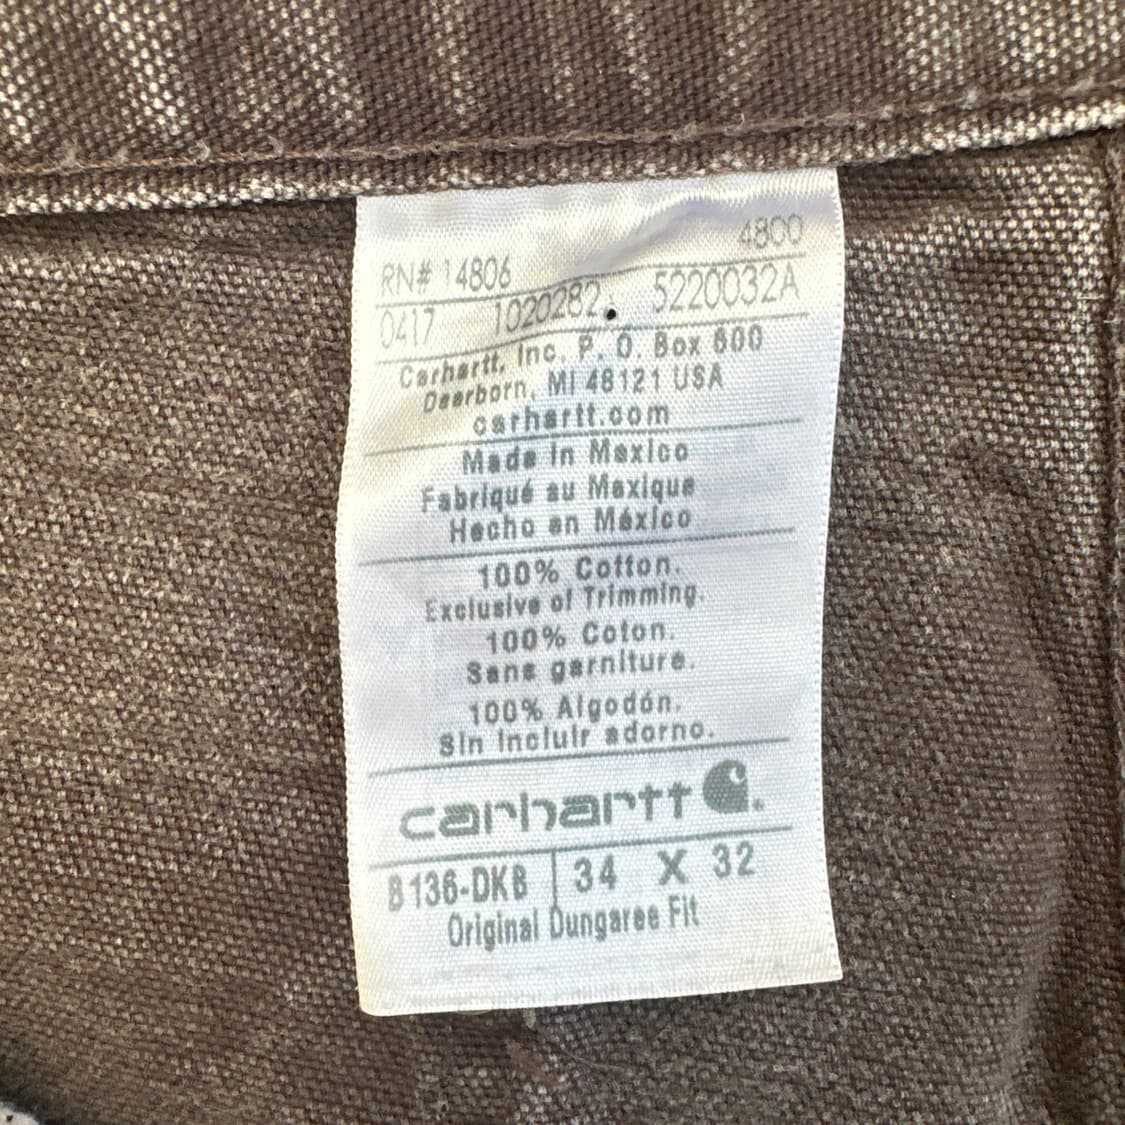 4800
RN# 14806
0417 1020282 5220032A
Carhartt, Inc. P. O. Box 600
Dearborn, MI 48121 USA
carhartt.com
Made in Mexico
Fabriqué au Mexique
Hecho en México
100% Cotton.
Exclusive of Trimming.
100% Coton.
Sans garniture.
100% Algodón.
Sin incluir adorno.
carhartt
B136-DKB 34 X 32
Original Dungaree Fit